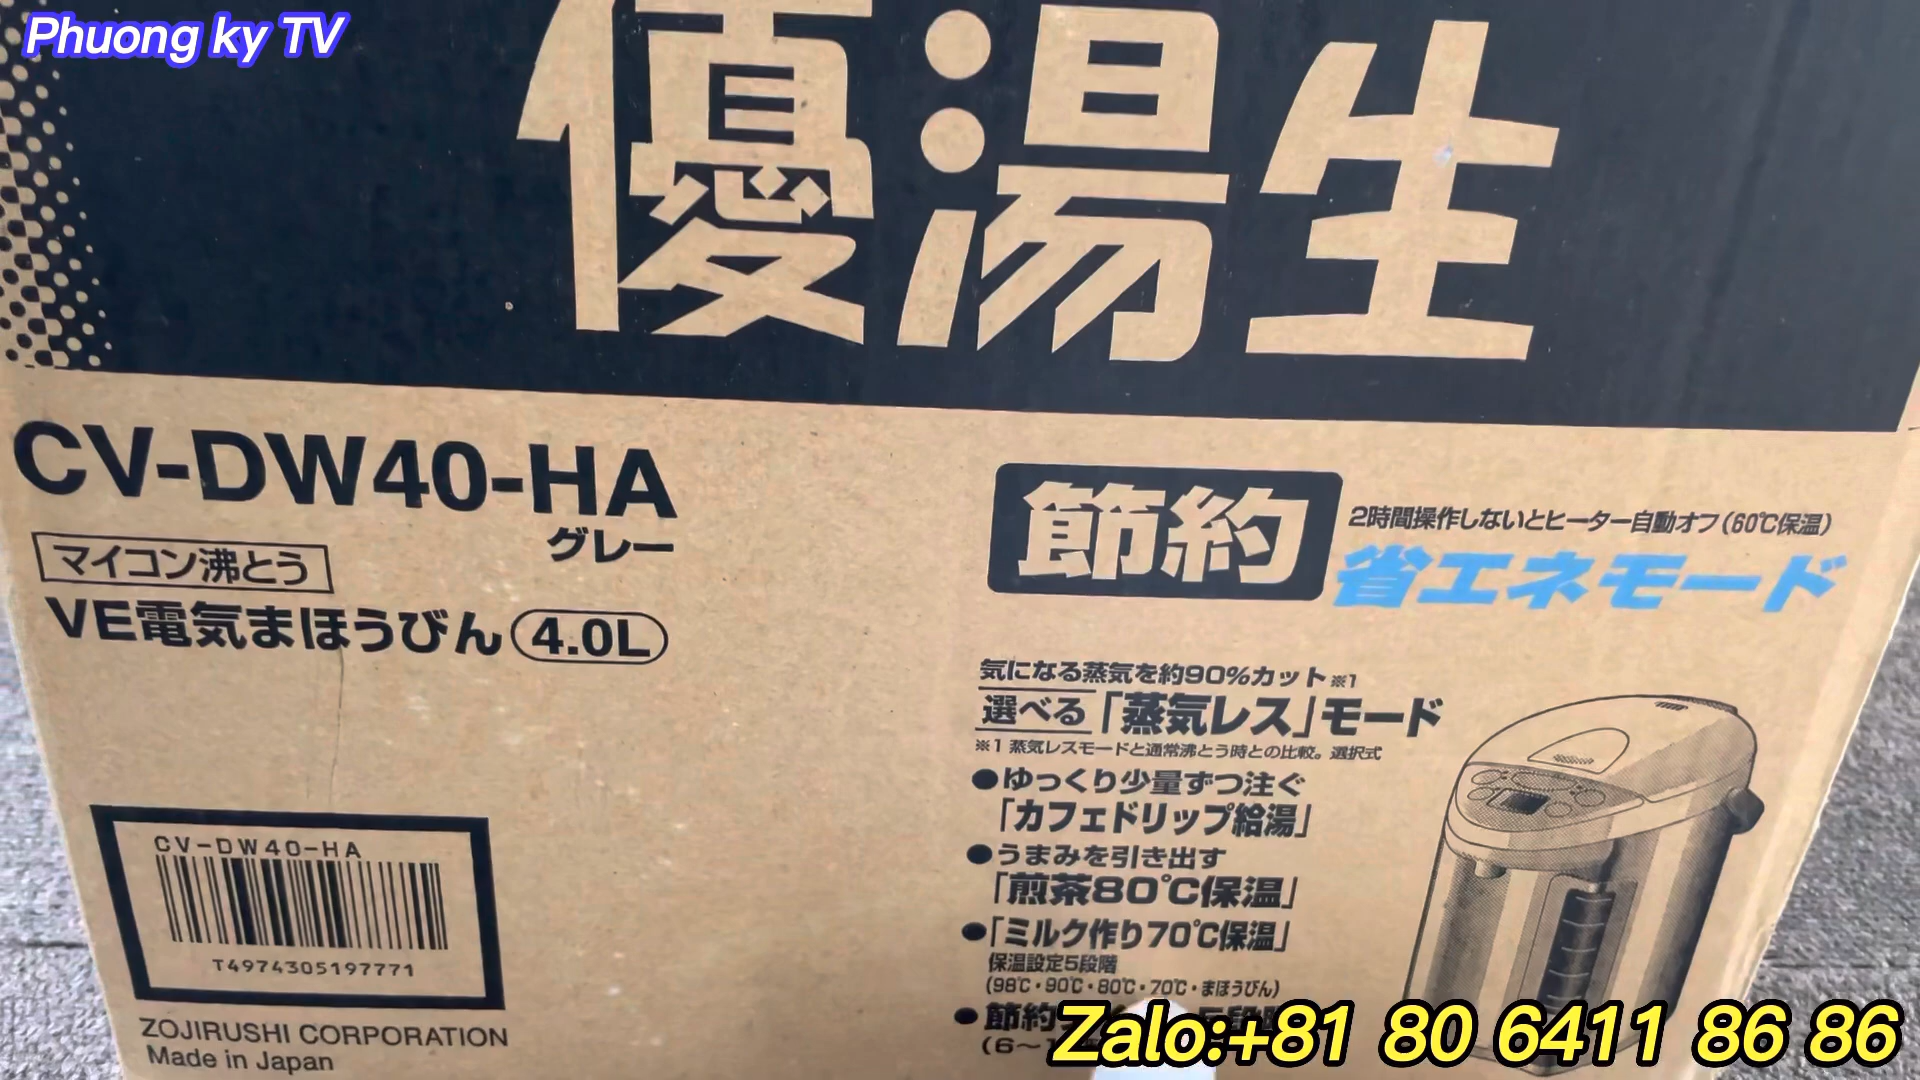 Phuong ky TV
優湯生
CV-DW40-HA
グレー
マイコン沸とう
VE電気まほうびん 4.0L
節約
2時間操作しないとヒーター自動オフ(60℃保温)
省エネモード
気になる蒸気を約90%カット※1
選べる「蒸気レス」モード
※1 蒸気レスモードと通常沸とう時との比較。選択式
●ゆっくり少量ずつ注ぐ
「カフェドリップ給湯」
●うまみを引き出す
「煎茶80℃保温」
●「ミルク作り70℃保温」
保温設定5段階
(98℃・90℃・80℃・70℃・まほうびん)
●節約
(6〜
CV-DW40-HA
T4974305197771
ZOJIRUSHI CORPORATION
Made in Japan
Zalo:+81 80 6411 86 86